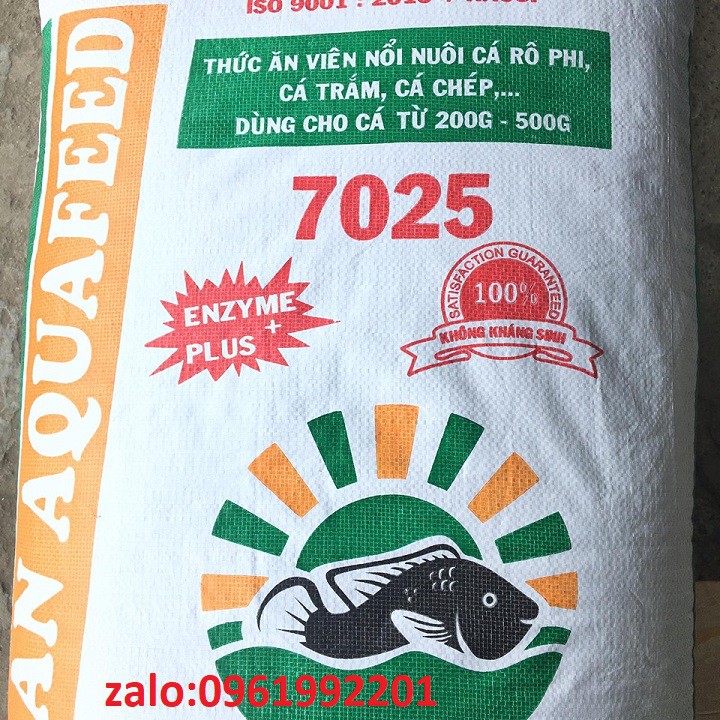 THỨC ĂN VIÊN NỔI NUÔI CÁ RÔ PHI,
CÁ TRẮM, CÁ CHÉP,...
DÙNG CHO CÁ TỪ 200G - 500G
7025
ENZYME
PLUS +
SATISFACTION GUARANTEED
100%
KHÔNG KHÁNG SINH
AN AQUAFEED
zalo:0961992201